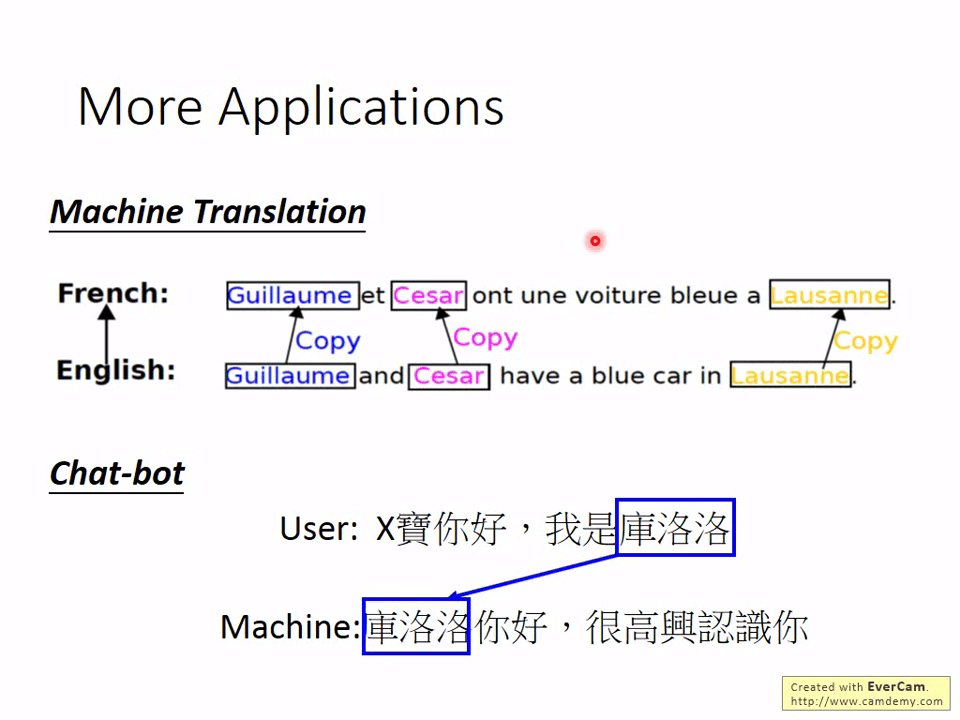 More Applications
Machine Translation
French: Guillaume et Cesar ont une voiture bleue a Lausanne.
Copy Copy Copy
English: Guillaume and Cesar have a blue car in Lausanne.
Chat-bot
User: X寶你好，我是庫洛洛
Machine: 庫洛洛你好，很高興認識你
Created with EverCam.
http://www.camdemy.com